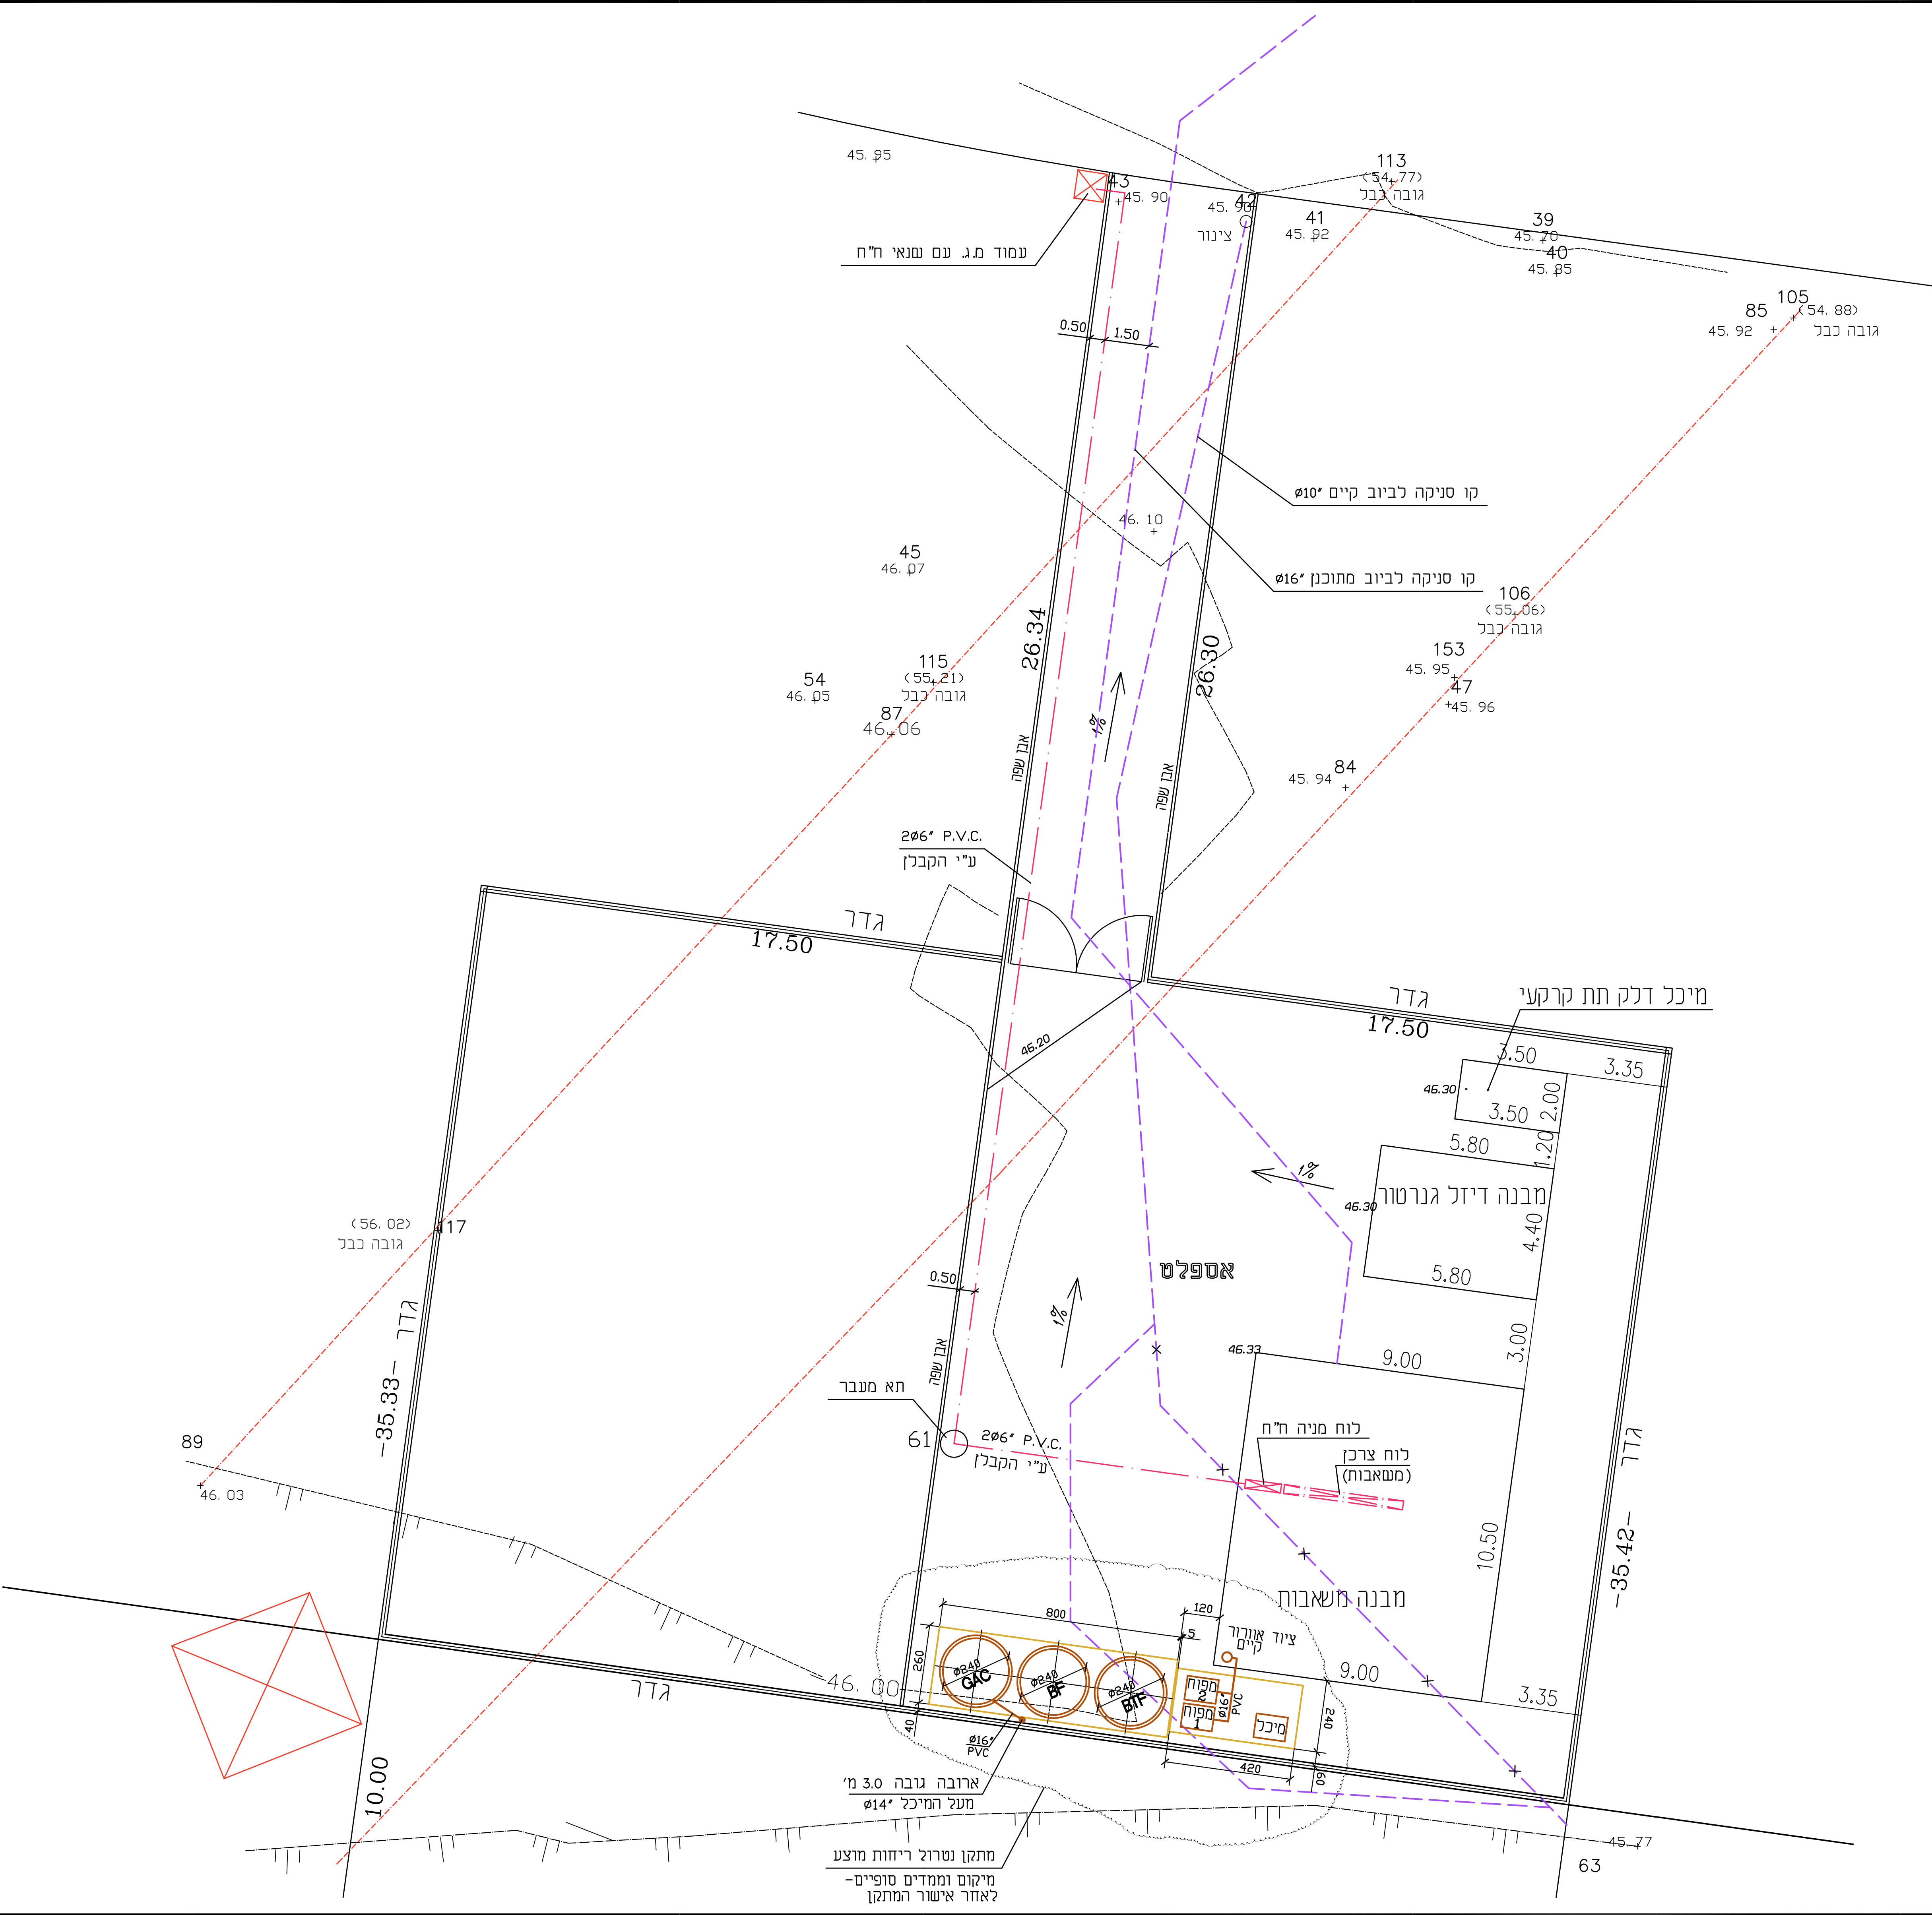 45. 95
43
45. 90
42
45. 90
צינור
41
45. 92
113
(54. 77)
גובה כבל
39
45. 70
40
45. 85
105
(54. 88)
גובה כבל
85
45. 92
עמוד מ.ג. עם שנאי ח"ח
0.50
1.50
קו סניקה לביוב קיים ø10"
46. 10
קו סניקה לביוב מתוכנן ø16"
45
46. 07
106
(55. 06)
גובה כבל
153
45. 95
47
45. 96
26.34
26.30
115
(55. 21)
גובה כבל
54
46. 05
87
46. 06
1%
אבן שפה
אבן שפה
84
45. 94
2ø6" P.V.C.
ע"י הקבלן
גדר
17.50
גדר
17.50
מיכל דלק תת קרקעי
46.20
3.50
3.35
46.30
3.50
2.00
1.20
5.80
1%
מבנה דיזל גנרטור
46.30
4.40
5.80
(56. 02)
117
גובה כבל
אספלט
0.50
1%
גדר
-35.33-
אבן שפה
46.33
9.00
3.00
תא מעבר
61
2ø6" P.V.C.
ע"י הקבלן
לוח מניה ח"ח
לוח צרכן
(משאבות)
גדר
-35.42-
89
46. 03
10.50
מבנה משאבות
800
120
5
ציוד אוורור
קיים
260
ø240
GAC
ø240
BF
ø240
BTF
מפוח
2
מפוח
1
ø16"
PVC
מיכל
9.00
3.35
240
46. 00
גדר
40
ø16"
PVC
420
60
10.00
ארובה גובה 3.0 מ'
מעל המיכל ø14"
מתקן נטרול ריחות מוצע
מיקום וממדים סופיים-
לאחר אישור המתקן
45.77
63